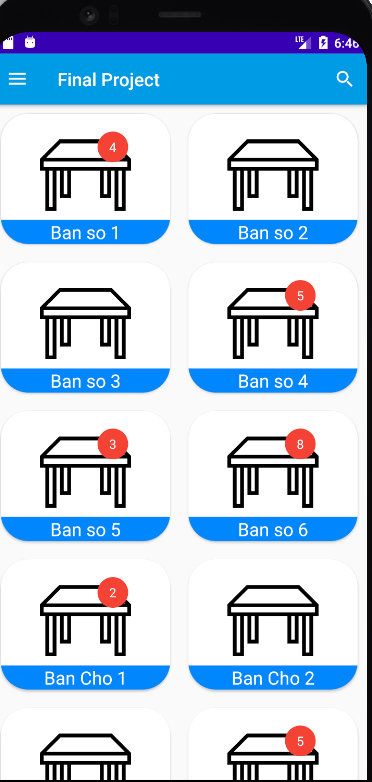 LTE 6:46
Final Project
4
Ban so 1 Ban so 2
5
Ban so 3 Ban so 4
3 8
Ban so 5 Ban so 6
2
Ban Cho 1 Ban Cho 2
5